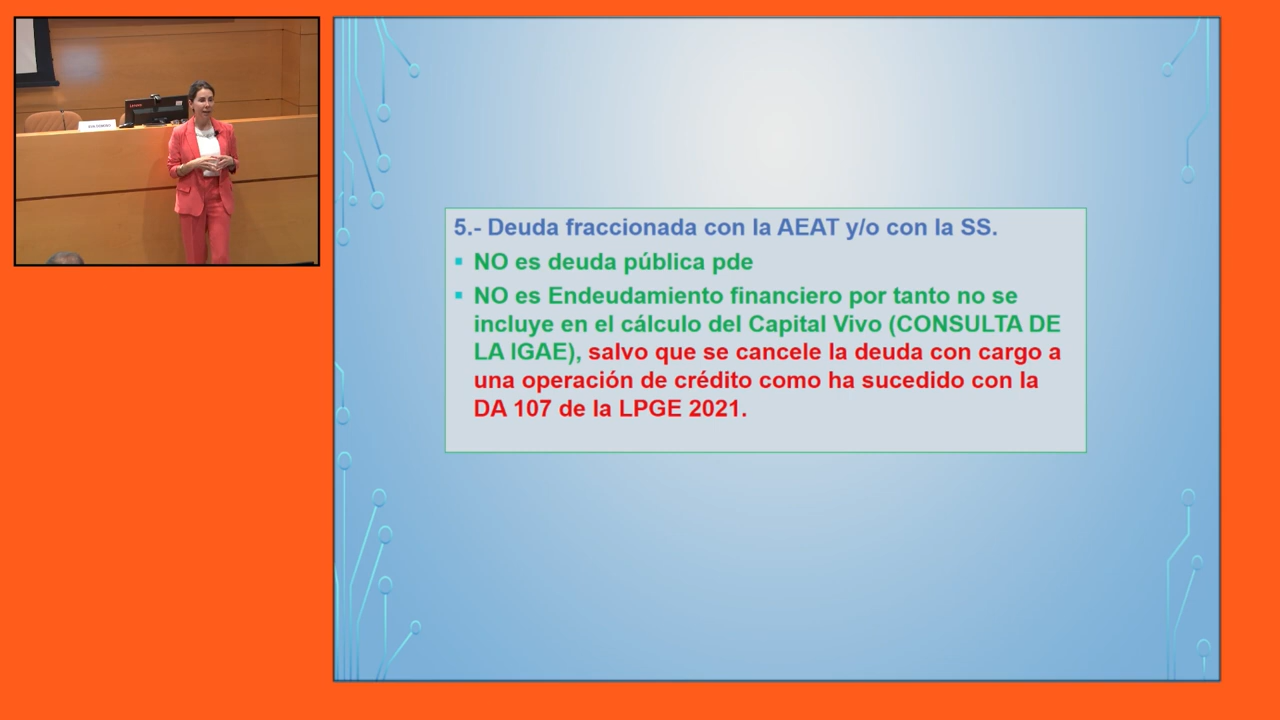 5.- Deuda fraccionada con la AEAT y/o con la SS.
▪ NO es deuda pública pde
▪ NO es Endeudamiento financiero por tanto no se
incluye en el cálculo del Capital Vivo (CONSULTA DE
LA IGAE), salvo que se cancele la deuda con cargo a
una operación de crédito como ha sucedido con la
DA 107 de la LPGE 2021.